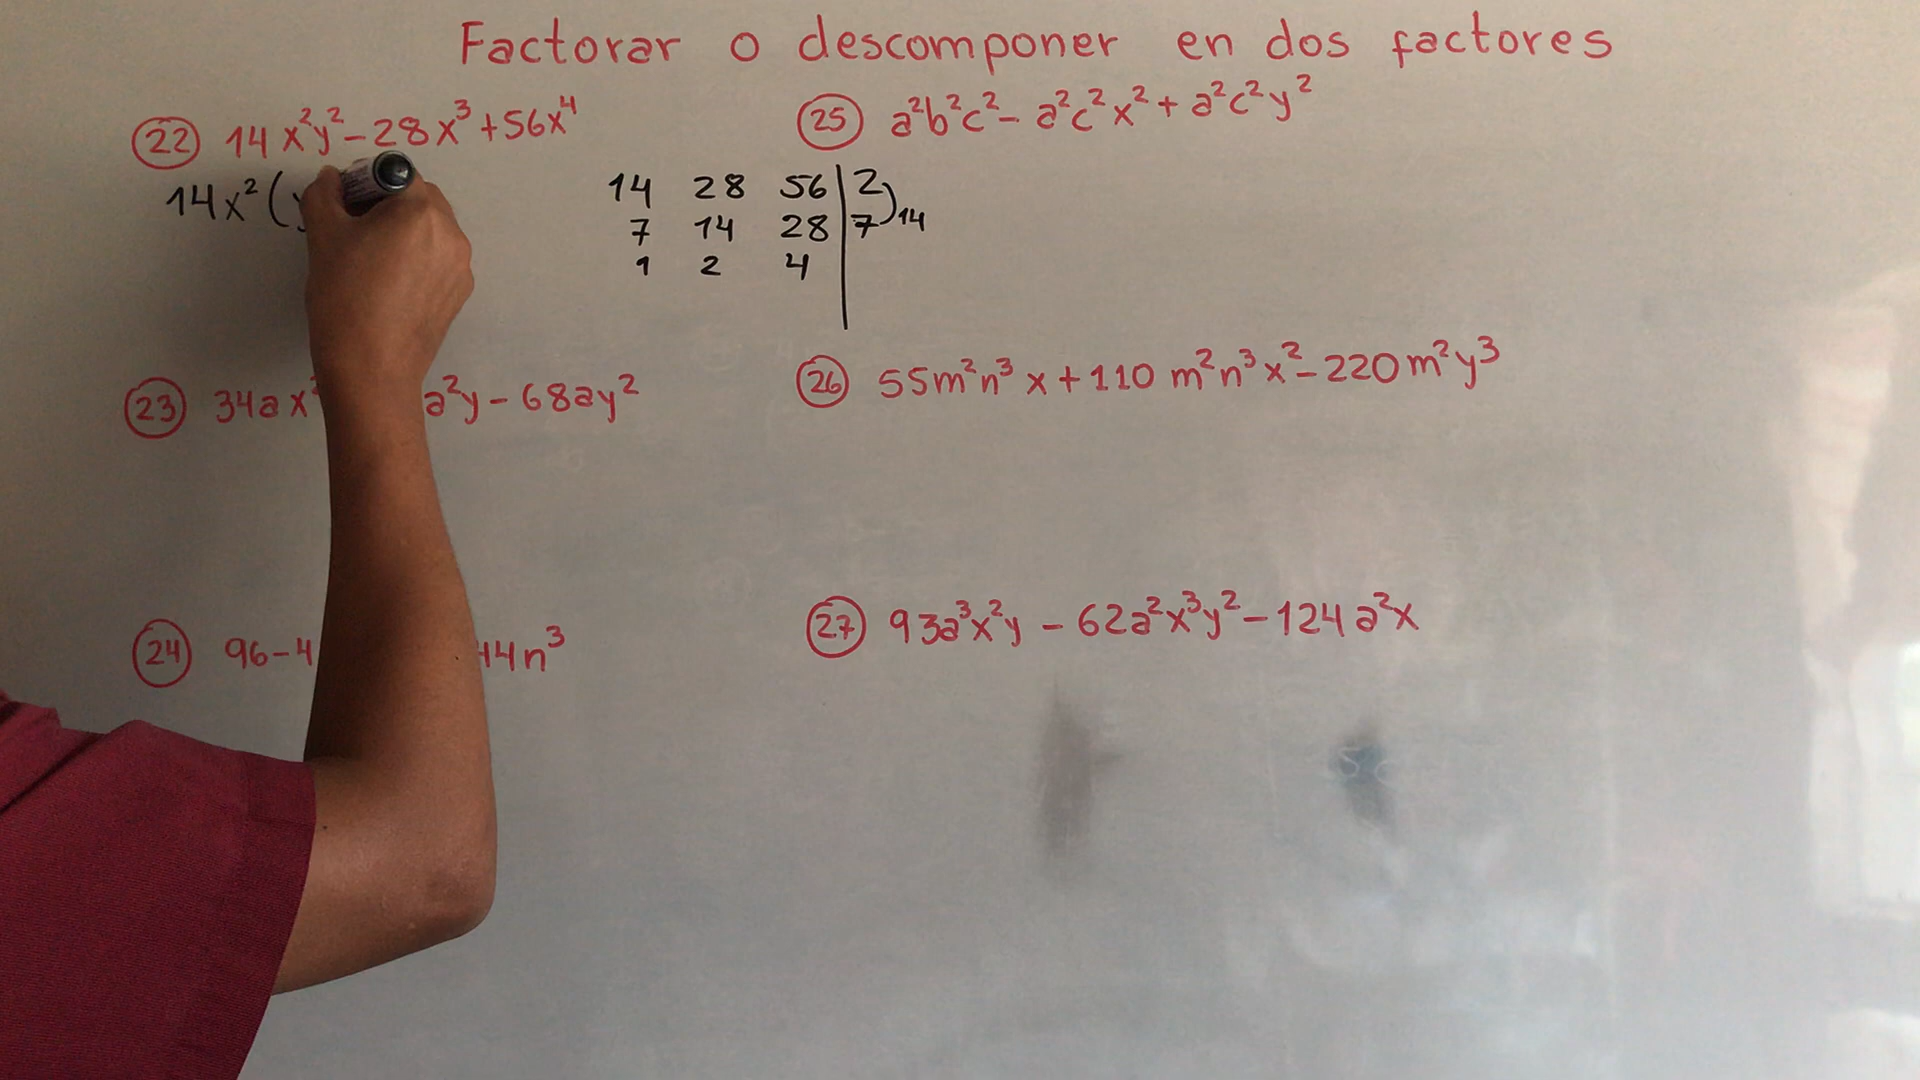 Factorar o descomponer en dos factores
22 14x²y² - 28x³ + 56x⁴
14x² (
14 28 56 | 2
7 14 28 | 7 14
1 2 4
23 34ax a²y - 68ay²
24 96 - 4 14n³
25 a²b²c² - a²c²x² + a²c²y²
26 55m²n³x + 110m²n³x² - 220m²y³
27 93a³x²y - 62a²x³y² - 124a²x